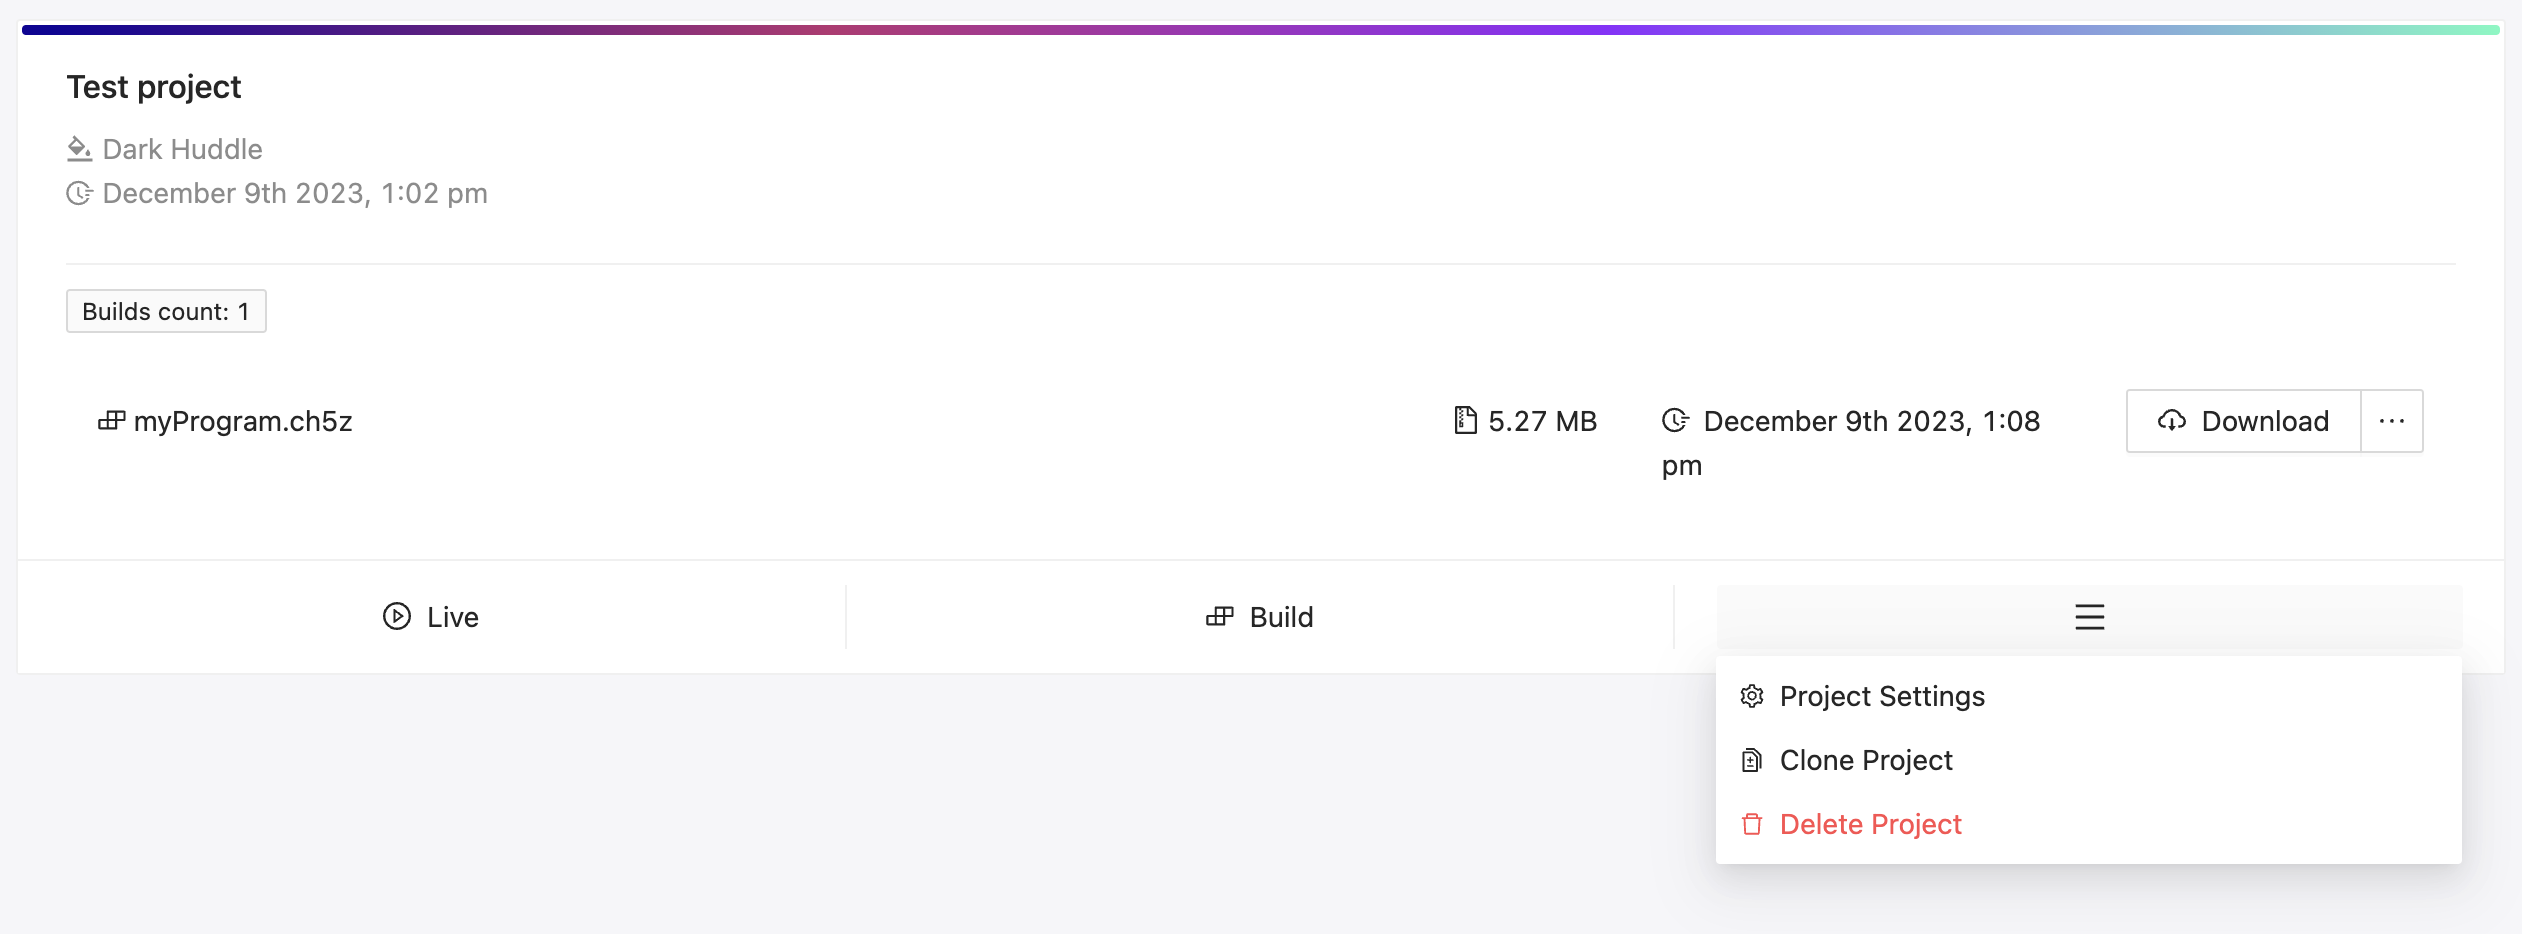 Test project
Dark Huddle
December 9th 2023, 1:02 pm
Builds count: 1
myProgram.ch5z
5.27 MB
December 9th 2023, 1:08
pm
Download
Live
Build
Project Settings
Clone Project
Delete Project